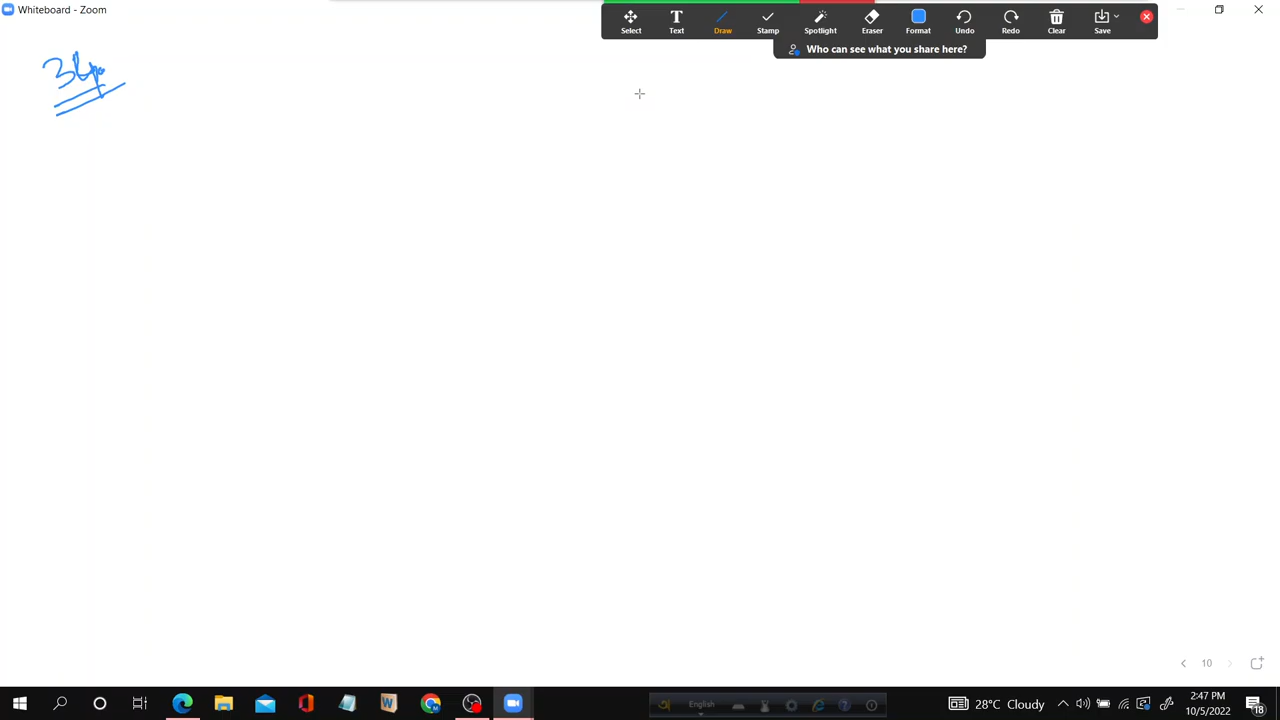 Whiteboard - Zoom
Select Text Draw Stamp Spotlight Eraser Format Undo Redo Clear Save
Who can see what you share here?
10
English
28°C Cloudy
2:47 PM
10/5/2022
18